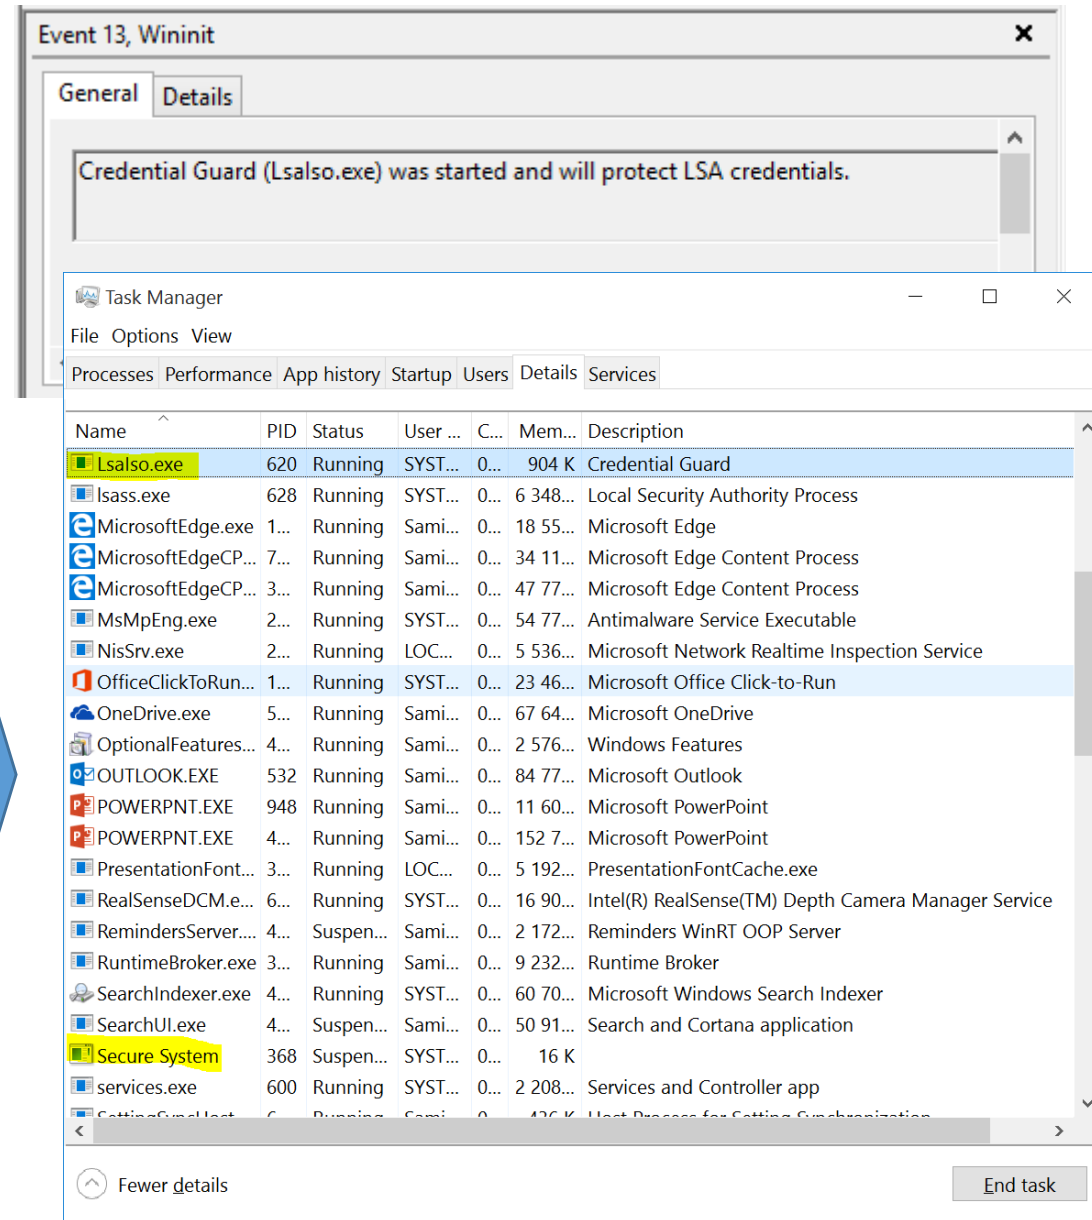 Event 13, Wininit
General Details
Credential Guard (Lsalso.exe) was started and will protect LSA credentials.
Task Manager
File Options View
Processes Performance App history Startup Users Details Services
Name PID Status User ... C... Mem... Description
Lsalso.exe 620 Running SYST... 0... 904 K Credential Guard
lsass.exe 628 Running SYST... 0... 6 348... Local Security Authority Process
MicrosoftEdge.exe 1... Running Sami... 0... 18 55... Microsoft Edge
MicrosoftEdgeCP... 7... Running Sami... 0... 34 11... Microsoft Edge Content Process
MicrosoftEdgeCP... 3... Running Sami... 0... 47 77... Microsoft Edge Content Process
MsMpEng.exe 2... Running SYST... 0... 54 77... Antimalware Service Executable
NisSrv.exe 2... Running LOC... 0... 5 536... Microsoft Network Realtime Inspection Service
OfficeClickToRun... 1... Running SYST... 0... 23 46... Microsoft Office Click-to-Run
OneDrive.exe 5... Running Sami... 0... 67 64... Microsoft OneDrive
OptionalFeatures... 4... Running Sami... 0... 2 576... Windows Features
OUTLOOK.EXE 532 Running Sami... 0... 84 77... Microsoft Outlook
POWERPNT.EXE 948 Running Sami... 0... 11 60... Microsoft PowerPoint
POWERPNT.EXE 4... Running Sami... 0... 152 7... Microsoft PowerPoint
PresentationFont... 3... Running LOC... 0... 5 192... PresentationFontCache.exe
RealSenseDCM.e... 6... Running SYST... 0... 16 90... Intel(R) RealSense(TM) Depth Camera Manager Service
RemindersServer.... 4... Suspen... Sami... 0... 2 172... Reminders WinRT OOP Server
RuntimeBroker.exe 3... Running Sami... 0... 9 232... Runtime Broker
SearchIndexer.exe 4... Running SYST... 0... 60 70... Microsoft Windows Search Indexer
SearchUI.exe 4... Suspen... Sami... 0... 50 91... Search and Cortana application
Secure System 368 Suspen... SYST... 0... 16 K
services.exe 600 Running SYST... 0... 2 208... Services and Controller app
Running Sami... Host Process for Setting Synchronization
Fewer details
End task